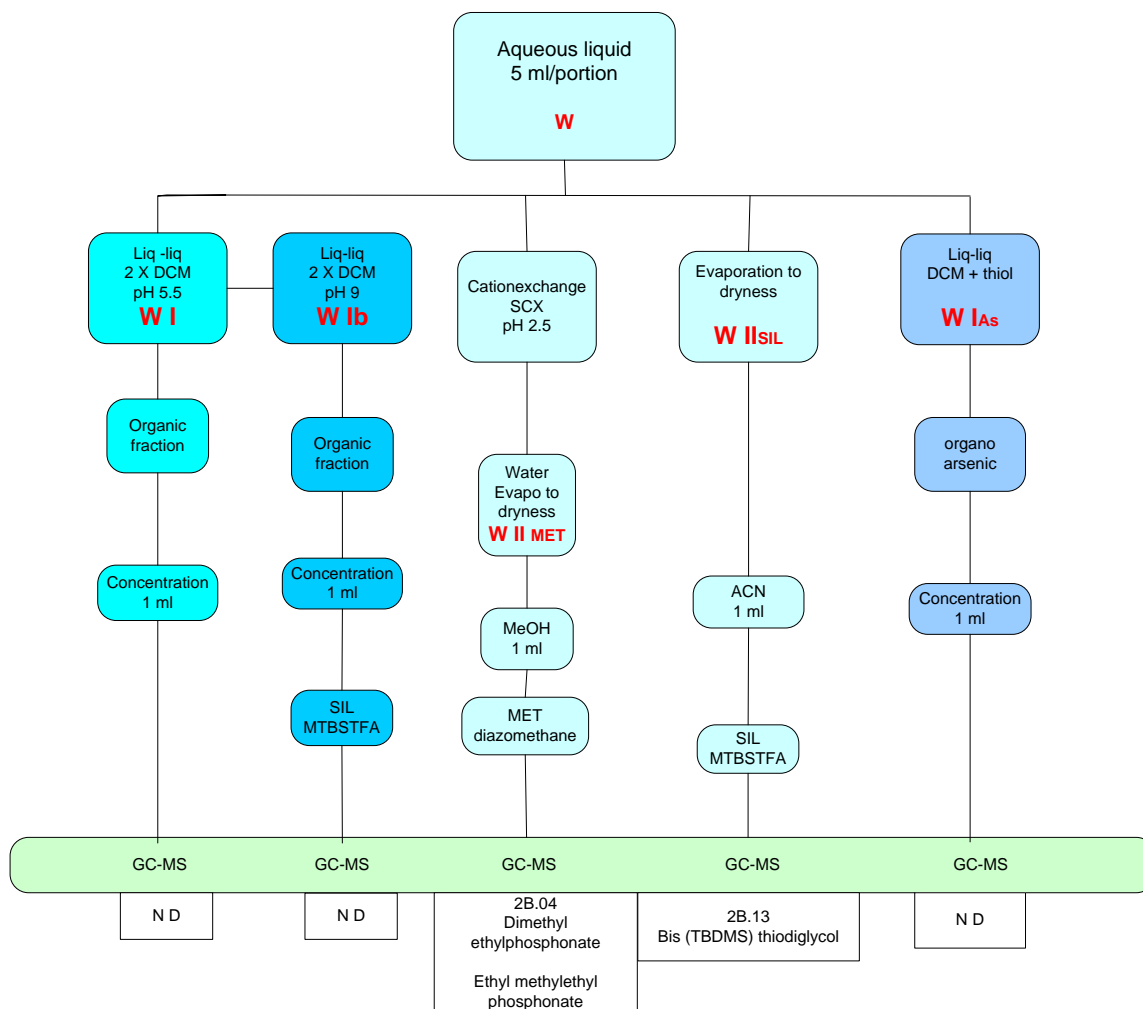 Aqueous liquid
5 ml/portion
W
Liq -liq
2 X DCM
pH 5.5
W I
Liq-liq
2 X DCM
pH 9
W Ib
Cationexchange
SCX
pH 2.5
Evaporation to
dryness
W IISIL
Liq-liq
DCM + thiol
W IAs
Organic
fraction
Organic
fraction
Water
Evapo to
dryness
W II MET
organo
arsenic
Concentration
1 ml
Concentration
1 ml
MeOH
1 ml
ACN
1 ml
Concentration
1 ml
SIL
MTBSTFA
MET
diazomethane
SIL
MTBSTFA
GC-MS
GC-MS
GC-MS
GC-MS
GC-MS
N D
N D
2B.04
Dimethyl
ethylphosphonate
Ethyl methylethyl
phosphonate
2B.13
Bis (TBDMS) thiodiglycol
N D